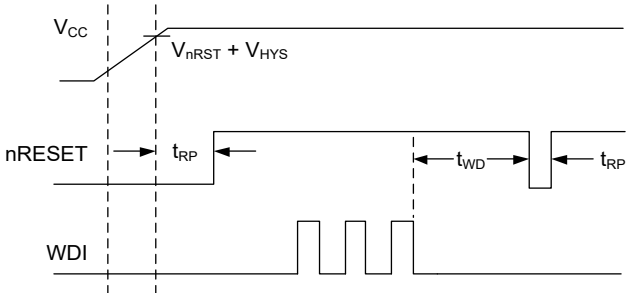 VCC
VnRST + VHYS
nRESET
tRP
tWD
tRP
WDI